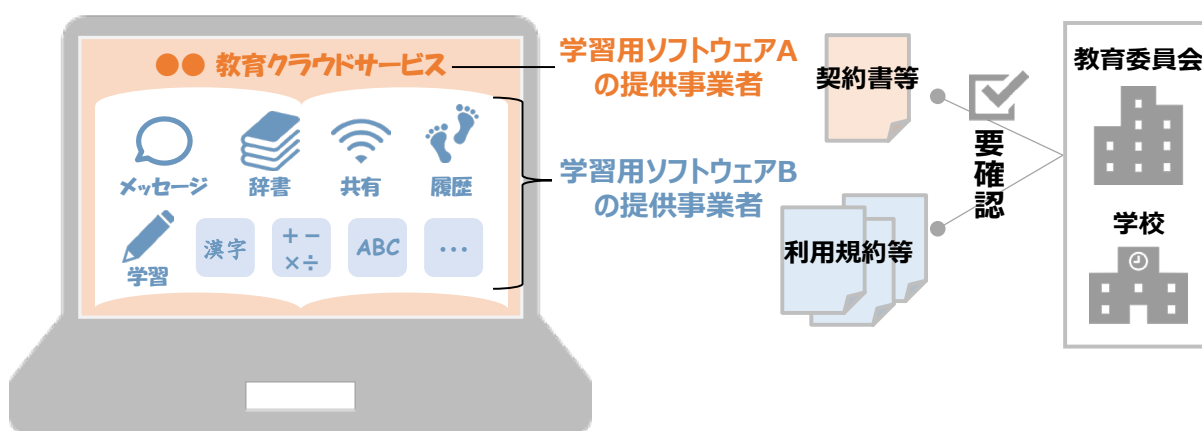 ●● 教育クラウドサービス
メッセージ
辞書
共有
履歴
学習
漢字
+ −
× ÷
ABC
…
学習用ソフトウェアA
の提供事業者
学習用ソフトウェアB
の提供事業者
契約書等
利用規約等
要確認
教育委員会
学校